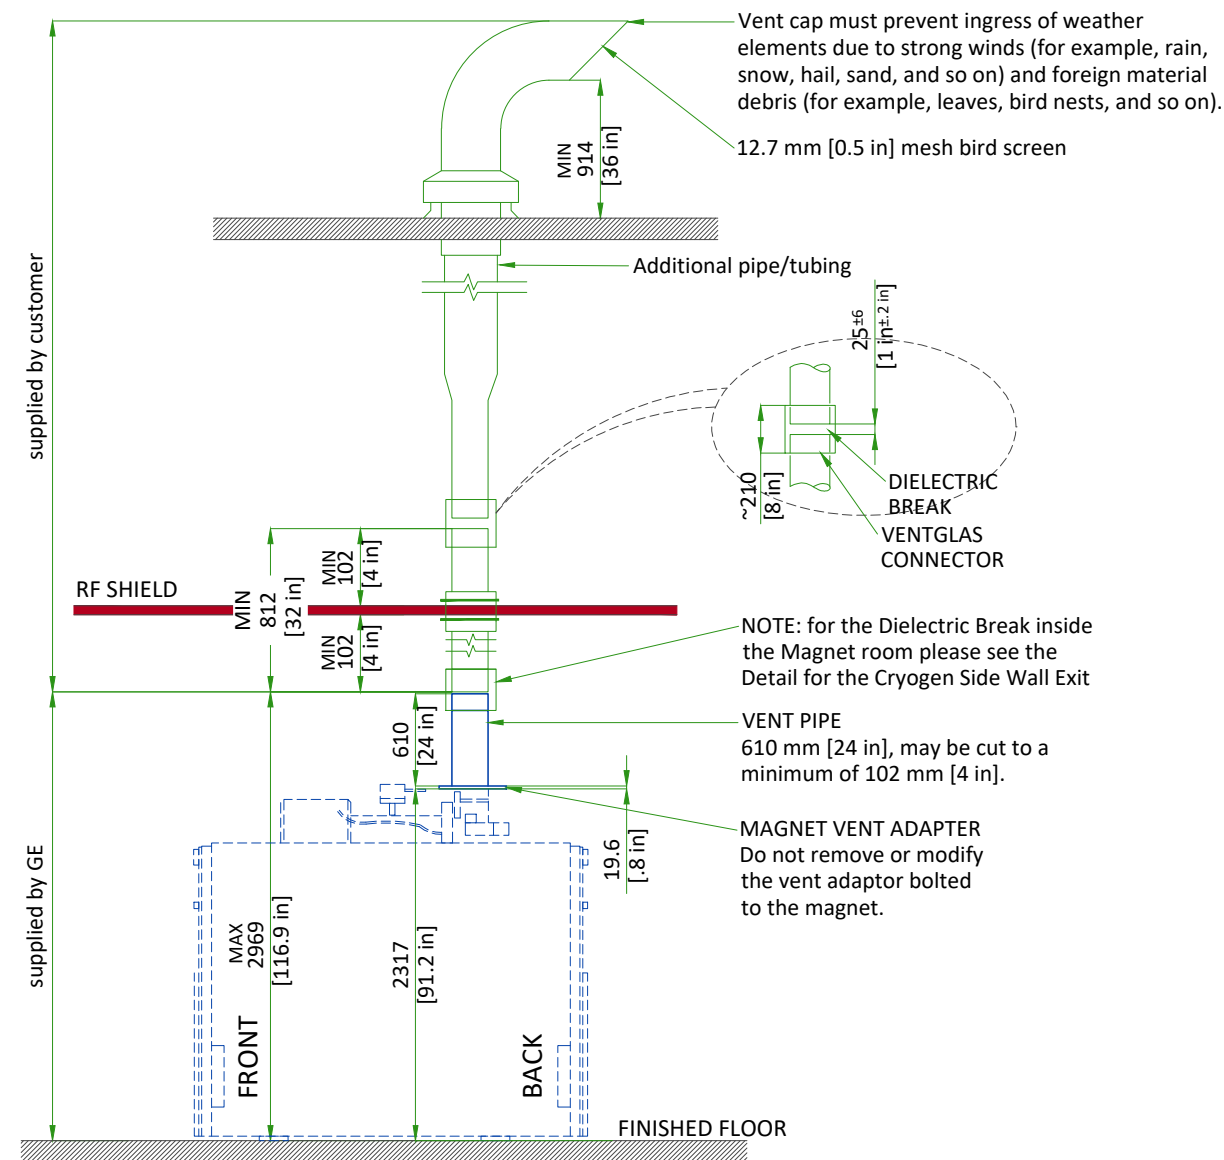 Vent cap must prevent ingress of weather
elements due to strong winds (for example, rain,
snow, hail, sand, and so on) and foreign material
debris (for example, leaves, bird nests, and so on).
12.7 mm [0.5 in] mesh bird screen
MIN
914
[36 in]
Additional pipe/tubing
supplied by customer
25±6
[1 in±.2 in]
~210
[8 in]
DIELECTRIC
BREAK
VENTGLAS
CONNECTOR
RF SHIELD
MIN
812
[32 in]
MIN
102
[4 in]
MIN
102
[4 in]
NOTE: for the Dielectric Break inside
the Magnet room please see the
Detail for the Cryogen Side Wall Exit
610
[24 in]
VENT PIPE
610 mm [24 in], may be cut to a
minimum of 102 mm [4 in].
19.6
[.8 in]
MAGNET VENT ADAPTER
Do not remove or modify
the vent adaptor bolted
to the magnet.
supplied by GE
MAX
2969
[116.9 in]
2317
[91.2 in]
FRONT
BACK
FINISHED FLOOR